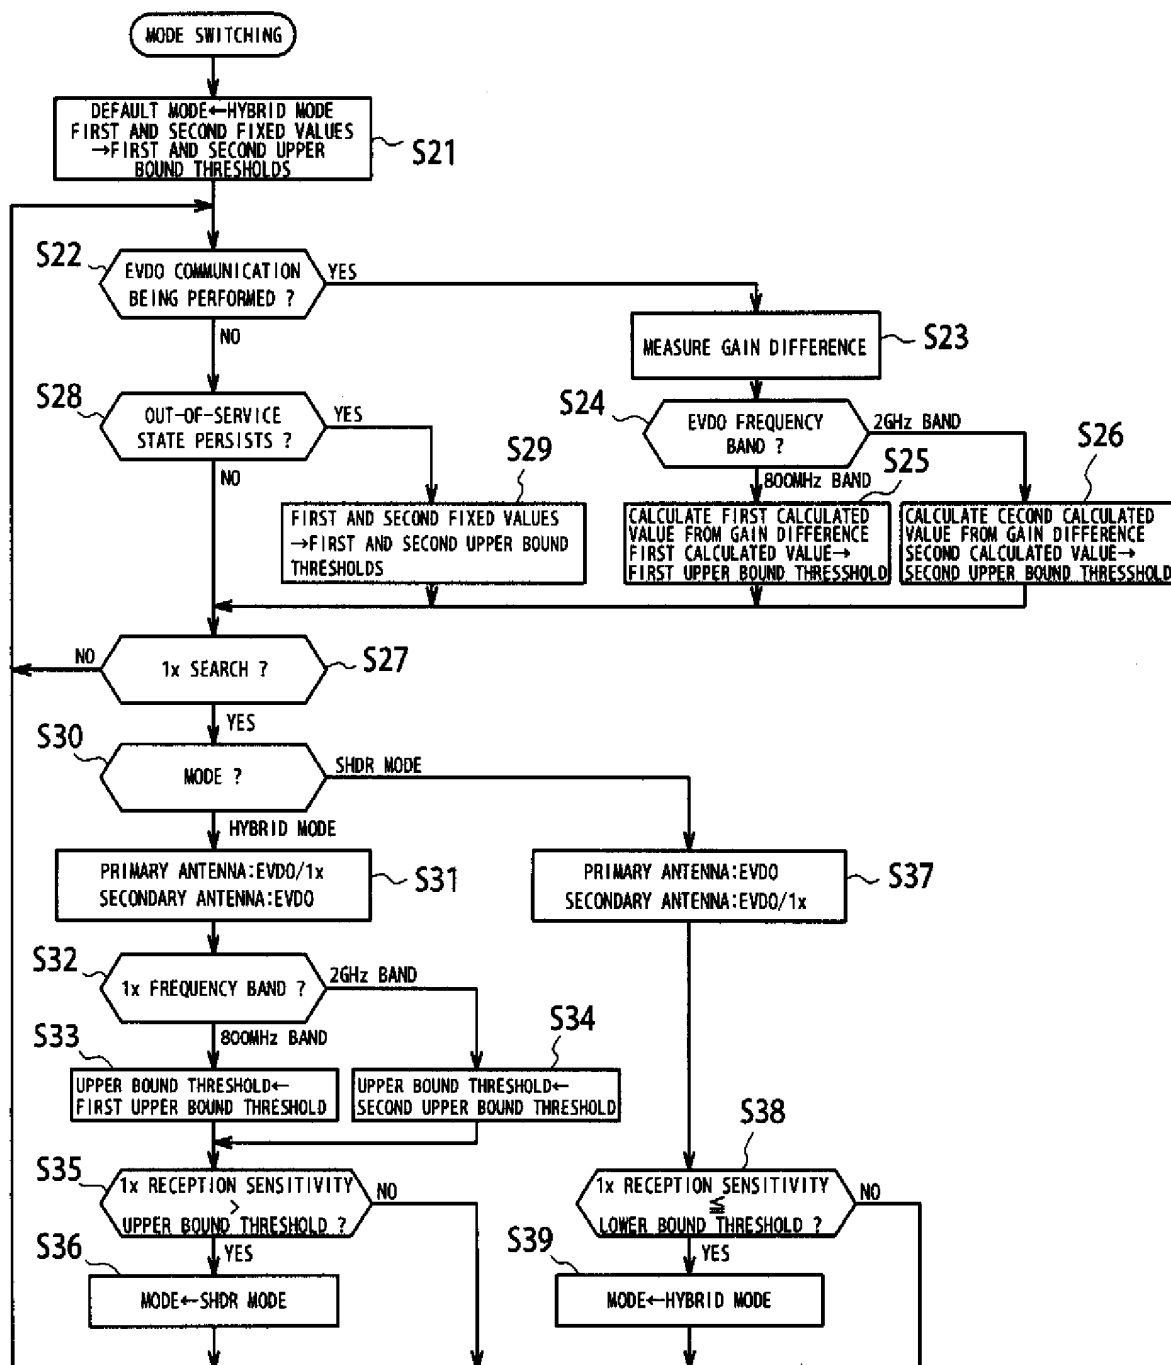 MODE SWITCHING
DEFAULT MODE←HYBRID MODE
FIRST AND SECOND FIXED VALUES
→FIRST AND SECOND UPPER
BOUND THRESHOLDS
S21
S22
EVDO COMMUNICATION
BEING PERFORMED ?
YES
NO
MEASURE GAIN DIFFERENCE
S23
S28
OUT-OF-SERVICE
STATE PERSISTS ?
YES
NO
S24
EVDO FREQUENCY
BAND ?
2GHz BAND
800MHz BAND
S29
FIRST AND SECOND FIXED VALUES
→FIRST AND SECOND UPPER BOUND
THRESHOLDS
S25
CALCULATE FIRST CALCULATED
VALUE FROM GAIN DIFFERENCE
FIRST CALCULATED VALUE→
FIRST UPPER BOUND THRESSHOLD
S26
CALCULATE CECOND CALCULATED
VALUE FROM GAIN DIFFERENCE
SECOND CALCULATED VALUE→
SECOND UPPER BOUND THRESSHOLD
NO
1x SEARCH ?
S27
YES
S30
MODE ?
SHDR MODE
HYBRID MODE
PRIMARY ANTENNA:EVDO/1x
SECONDARY ANTENNA:EVDO
S31
PRIMARY ANTENNA:EVDO
SECONDARY ANTENNA:EVDO/1x
S37
S32
1x FREQUENCY BAND ?
2GHz BAND
800MHz BAND
S33
UPPER BOUND THRESHOLD←
FIRST UPPER BOUND THRESHOLD
S34
UPPER BOUND THRESHOLD←
SECOND UPPER BOUND THRESHOLD
S35
1x RECEPTION SENSITIVITY
>
UPPER BOUND THRESHOLD ?
NO
YES
S38
1x RECEPTION SENSITIVITY
≦
LOWER BOUND THRESHOLD ?
NO
YES
S36
MODE←SHDR MODE
S39
MODE←HYBRID MODE